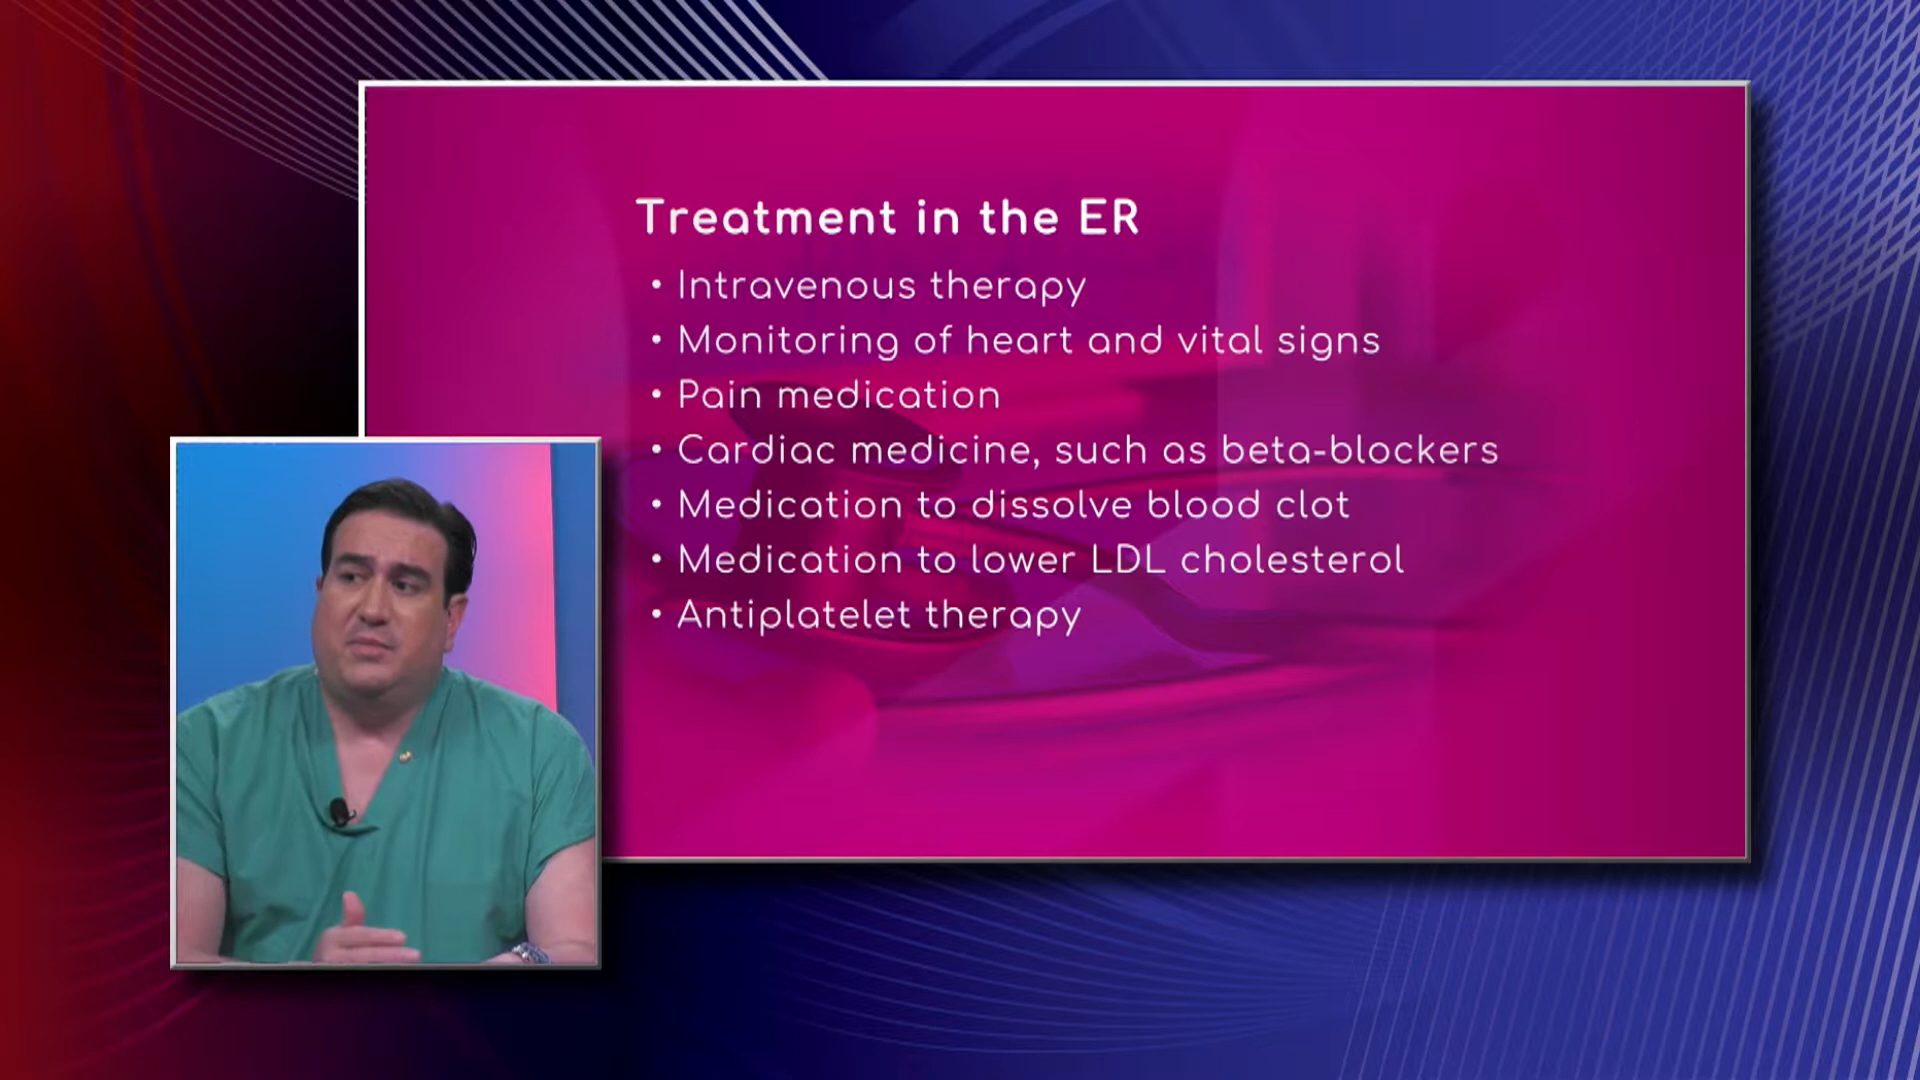 Treatment in the ER
• Intravenous therapy
• Monitoring of heart and vital signs
• Pain medication
• Cardiac medicine, such as beta-blockers
• Medication to dissolve blood clot
• Medication to lower LDL cholesterol
• Antiplatelet therapy